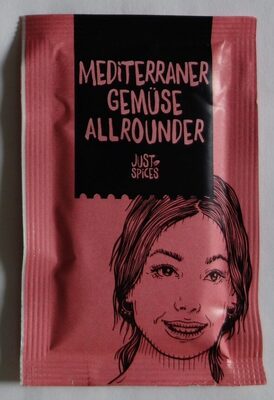 MEDITERRANER
GEMÜSE
ALLROUNDER
JUST
SPICES